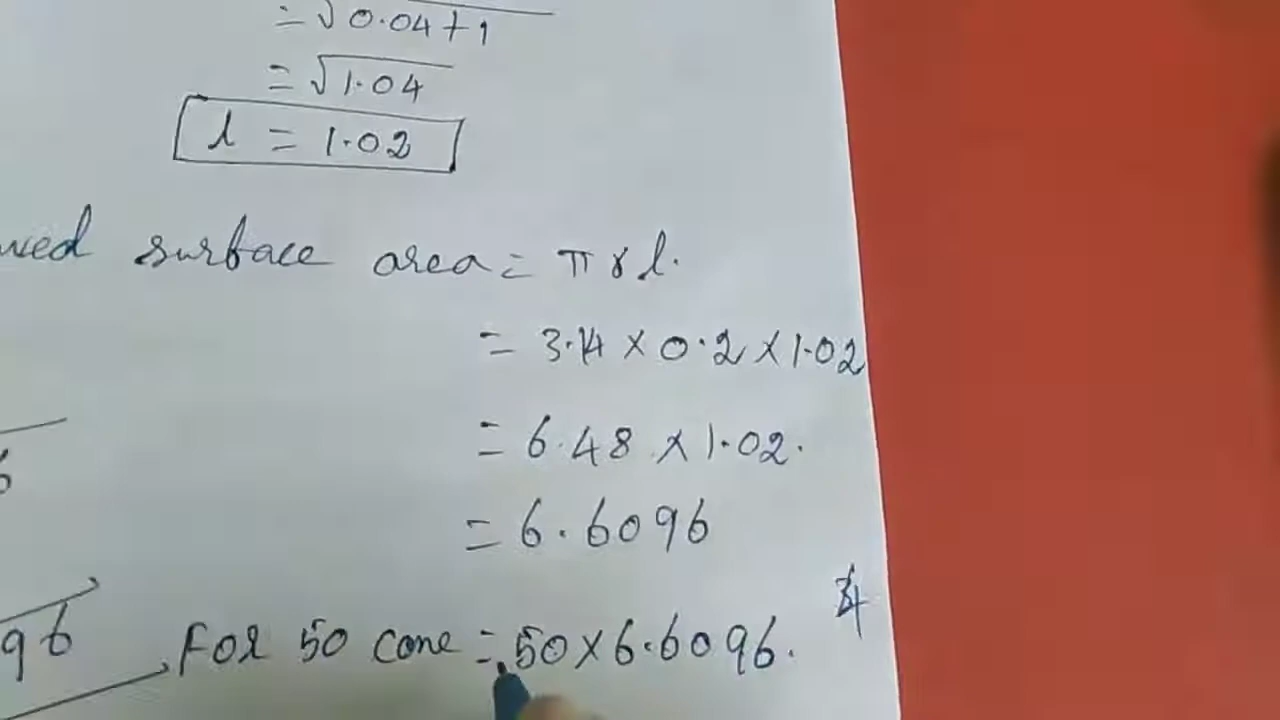 = √0.04+1
= √1.04
l = 1.02
surface area = πrl.
= 3.14 × 0.2 × 1.02
= 6.48 × 1.02.
= 6.6096
96 For 50 cone = 50×6.6096.